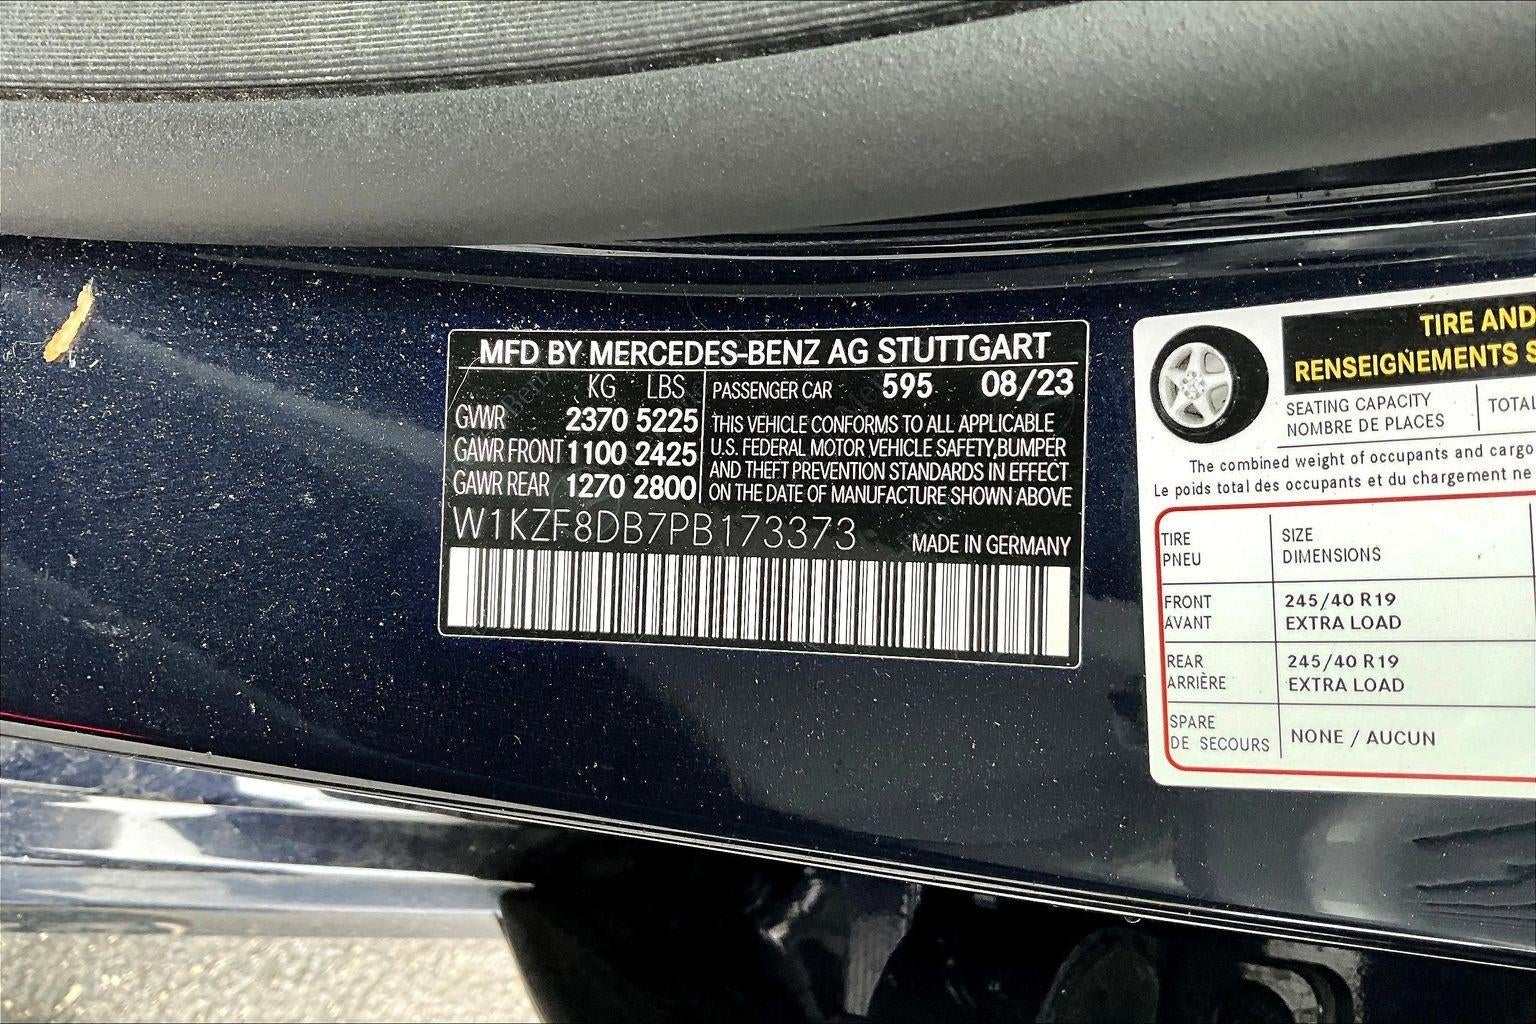 MFD BY MERCEDES-BENZ AG STUTTGART
KG LBS
GVWR 2370 5225
GAWR FRONT 1100 2425
GAWR REAR 1270 2800
PASSENGER CAR 595 08/23
THIS VEHICLE CONFORMS TO ALL APPLICABLE
U.S. FEDERAL MOTOR VEHICLE SAFETY,BUMPER
AND THEFT PREVENTION STANDARDS IN EFFECT
ON THE DATE OF MANUFACTURE SHOWN ABOVE
W1KZF8DB7PB173373
MADE IN GERMANY
TIRE AND
RENSEIGNEMENTS S
SEATING CAPACITY
NOMBRE DE PLACES
TOTAL
The combined weight of occupants and cargo
Le poids total des occupants et du chargement ne
TIRE
PNEU
SIZE
DIMENSIONS
FRONT
AVANT
245/40 R19
EXTRA LOAD
REAR
ARRIÈRE
245/40 R19
EXTRA LOAD
SPARE
DE SECOURS
NONE / AUCUN